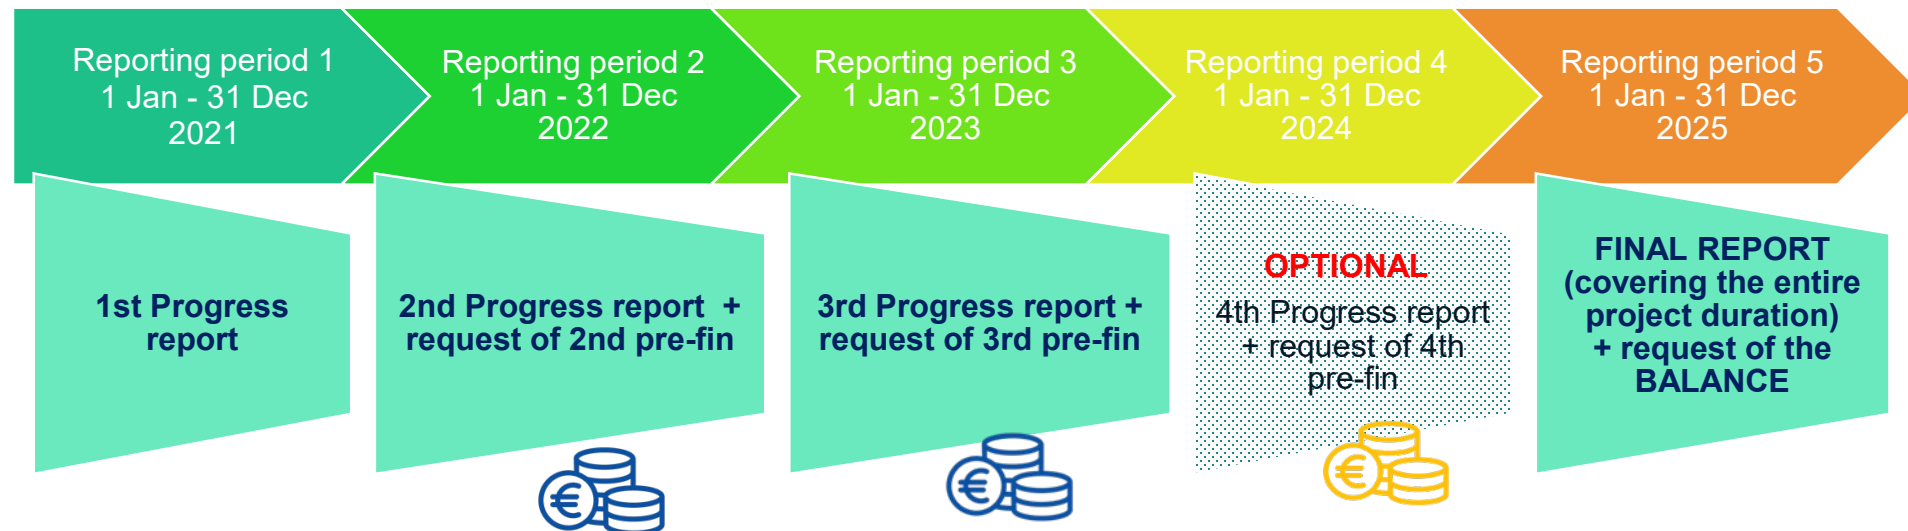 Reporting period 1
1 Jan - 31 Dec
2021
Reporting period 2
1 Jan - 31 Dec
2022
Reporting period 3
1 Jan - 31 Dec
2023
Reporting period 4
1 Jan - 31 Dec
2024
Reporting period 5
1 Jan - 31 Dec
2025
1st Progress
report
2nd Progress report +
request of 2nd pre-fin
3rd Progress report +
request of 3rd pre-fin
OPTIONAL
4th Progress report
+ request of 4th
pre-fin
FINAL REPORT
(covering the entire
project duration)
+ request of the
BALANCE
€
€
€